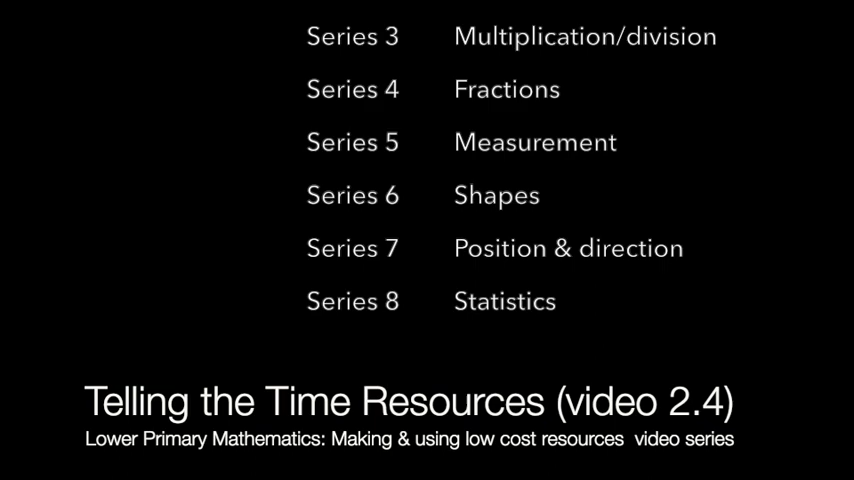 Series 3 Multiplication/division
Series 4 Fractions
Series 5 Measurement
Series 6 Shapes
Series 7 Position & direction
Series 8 Statistics
Telling the Time Resources (video 2.4)
Lower Primary Mathematics: Making & using low cost resources video series